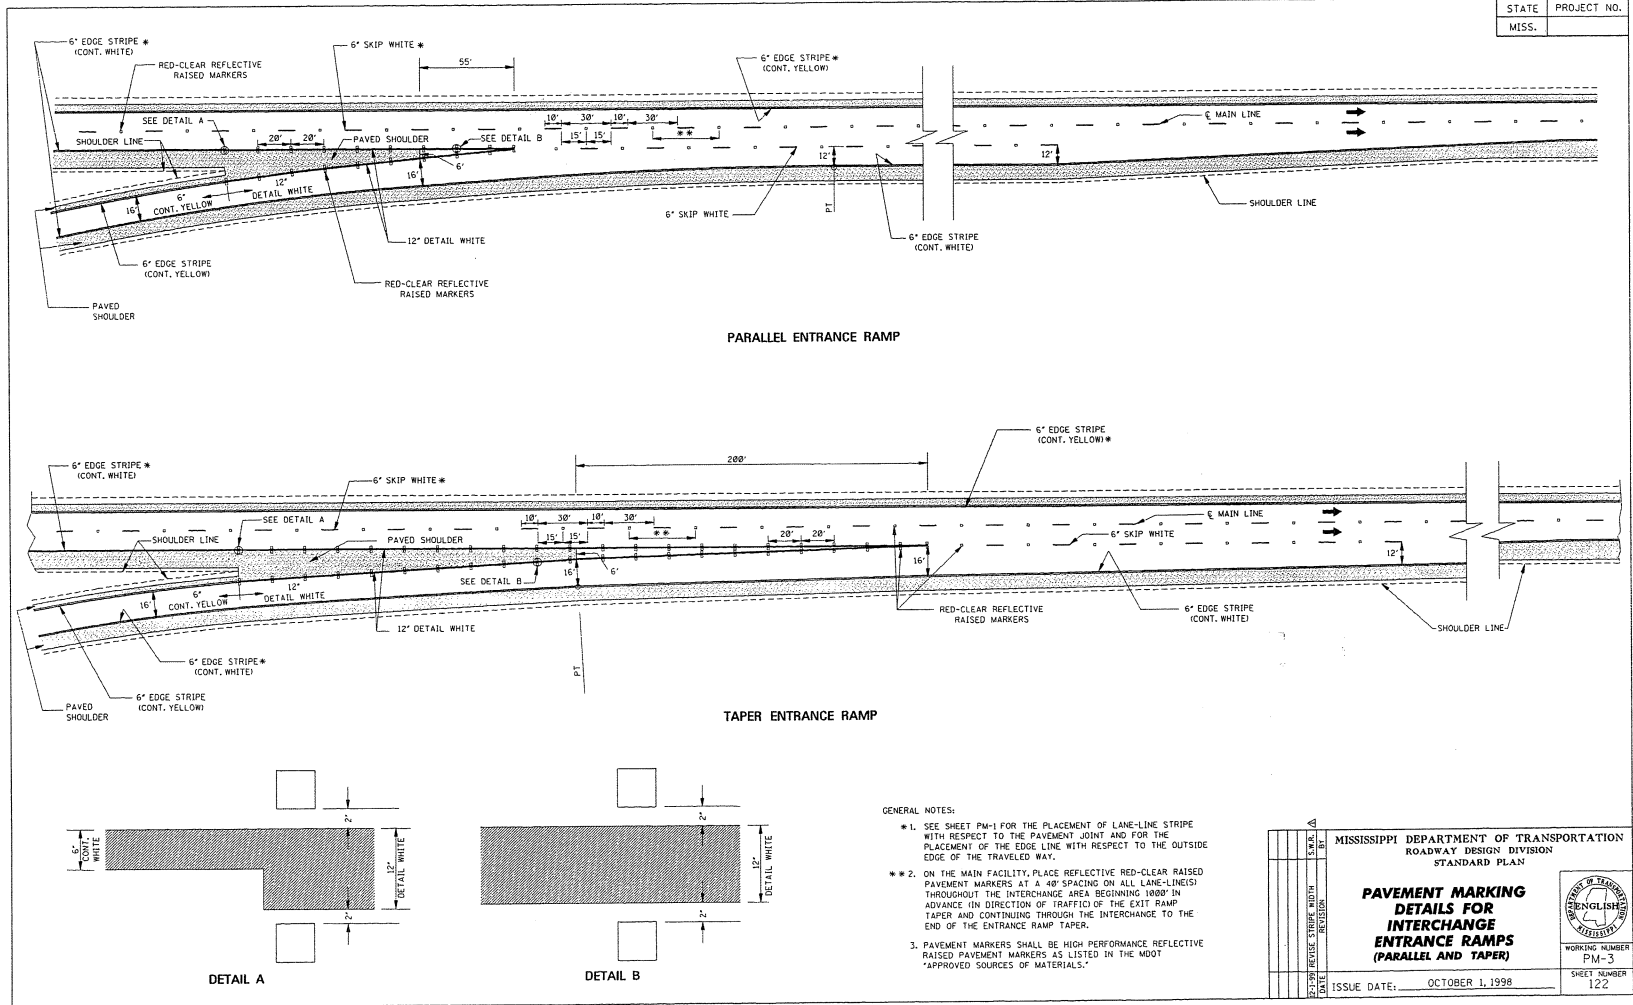 STATE PROJECT NO.
MISS.
6" EDGE STRIPE *
(CONT. WHITE)
RED-CLEAR REFLECTIVE
RAISED MARKERS
6" SKIP WHITE *
55'
6" EDGE STRIPE *
(CONT. YELLOW)
SEE DETAIL A
SHOULDER LINE
20' 20'
PAVED SHOULDER
SEE DETAIL B
10' 30' 10' 30'
15' 15'
**
℄ MAIN LINE
12'
12'
6'
16'
12"
DETAIL WHITE
6"
CONT. YELLOW
16'
6" SKIP WHITE
PT
SHOULDER LINE
12" DETAIL WHITE
6" EDGE STRIPE
(CONT. WHITE)
6" EDGE STRIPE
(CONT. YELLOW)
RED-CLEAR REFLECTIVE
RAISED MARKERS
PAVED
SHOULDER
PARALLEL ENTRANCE RAMP
6" EDGE STRIPE
(CONT. YELLOW) *
200'
6" EDGE STRIPE *
(CONT. WHITE)
6" SKIP WHITE *
SEE DETAIL A
10' 30' 10' 30'
℄ MAIN LINE
SHOULDER LINE
PAVED SHOULDER
15' 15'
**
20' 20'
6" SKIP WHITE
12'
16'
6'
16'
SEE DETAIL B
12"
DETAIL WHITE
6"
CONT. YELLOW
16'
12" DETAIL WHITE
RED-CLEAR REFLECTIVE
RAISED MARKERS
6" EDGE STRIPE
(CONT. WHITE)
SHOULDER LINE
6" EDGE STRIPE *
(CONT. WHITE)
PT
6" EDGE STRIPE
(CONT. YELLOW)
PAVED
SHOULDER
TAPER ENTRANCE RAMP
2"
6"
CONT.
WHITE
12"
DETAIL WHITE
2"
DETAIL A
2"
12"
DETAIL WHITE
2"
DETAIL B
GENERAL NOTES:
* 1. SEE SHEET PM-1 FOR THE PLACEMENT OF LANE-LINE STRIPE
WITH RESPECT TO THE PAVEMENT JOINT AND FOR THE
PLACEMENT OF THE EDGE LINE WITH RESPECT TO THE OUTSIDE
EDGE OF THE TRAVELED WAY.
* * 2. ON THE MAIN FACILITY, PLACE REFLECTIVE RED-CLEAR RAISED
PAVEMENT MARKERS AT A 40' SPACING ON ALL LANE-LINE(S)
THROUGHOUT THE INTERCHANGE AREA BEGINNING 1000' IN
ADVANCE (IN DIRECTION OF TRAFFIC) OF THE EXIT RAMP
TAPER AND CONTINUING THROUGH THE INTERCHANGE TO THE
END OF THE ENTRANCE RAMP TAPER.
3. PAVEMENT MARKERS SHALL BE HIGH PERFORMANCE REFLECTIVE
RAISED PAVEMENT MARKERS AS LISTED IN THE MDOT
"APPROVED SOURCES OF MATERIALS."
S.W.R.
BY
REVISE STRIPE WIDTH
REVISION
12-1-99
DATE
MISSISSIPPI DEPARTMENT OF TRANSPORTATION
ROADWAY DESIGN DIVISION
STANDARD PLAN
PAVEMENT MARKING
DETAILS FOR
INTERCHANGE
ENTRANCE RAMPS
(PARALLEL AND TAPER)
DEPARTMENT OF TRANSPORTATION
ENGLISH
MISSISSIPPI
WORKING NUMBER
PM-3
ISSUE DATE: OCTOBER 1, 1998
SHEET NUMBER
122